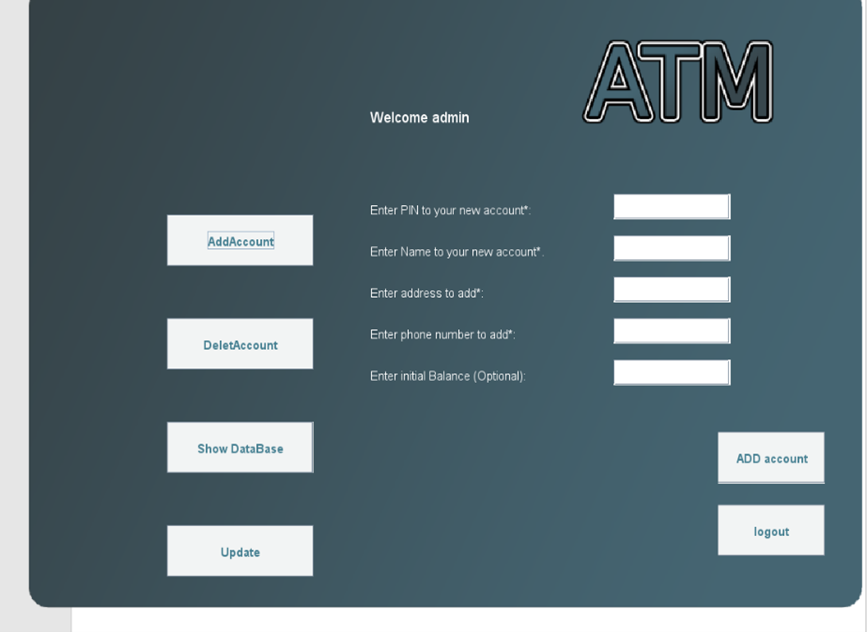 ATM
Welcome admin
AddAccount
DeletAccount
Show DataBase
Update
Enter PIN to your new account*:
Enter Name to your new account*.
Enter address to add*:
Enter phone number to add*:
Enter initial Balance (Optional):
ADD account
logout